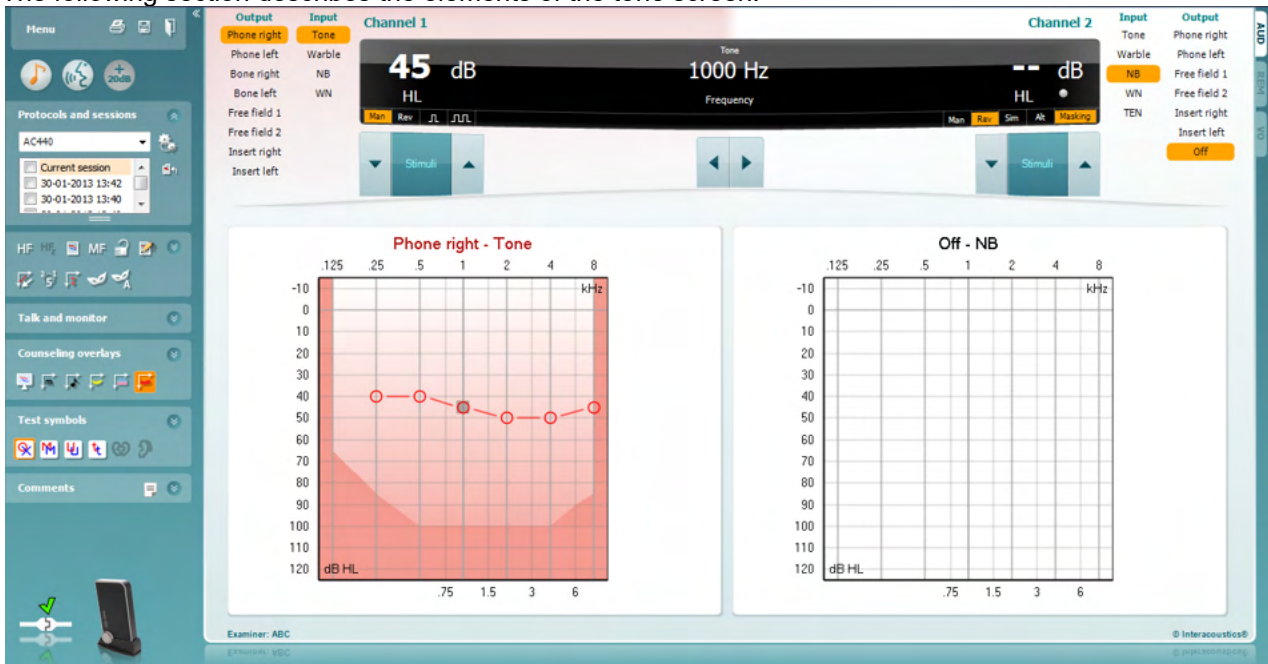 The following section describes the elements of the tone screen.
Menu
20dB
Protocols and sessions
AC440
Current session
30-01-2013 13:42
30-01-2013 13:40
HF HF2 MF
Talk and monitor
Counseling overlays
Test symbols
Comments
Output Input Channel 1
Phone right Tone
Phone left Warble
Bone right NB
Bone left WN
Free field 1
Free field 2
Insert right
Insert left
45 dB
HL
Man Rev
Tone
1000 Hz
Frequency
-- dB
HL
Man Rev Sim Alt Masking
Stimuli
Stimuli
Channel 2 Input Output
Tone Phone right
Warble Phone left
NB Free field 1
WN Free field 2
TEN Insert right
Insert left
Off
AUD
REM
VO
Phone right - Tone
.125 .25 .5 1 2 4 8
kHz
-10
0
10
20
30
40
50
60
70
80
90
100
110
120
dB HL
.75 1.5 3 6
Off - NB
.125 .25 .5 1 2 4 8
kHz
-10
0
10
20
30
40
50
60
70
80
90
100
110
120
dB HL
.75 1.5 3 6
Examiner: ABC
© Interacoustics®